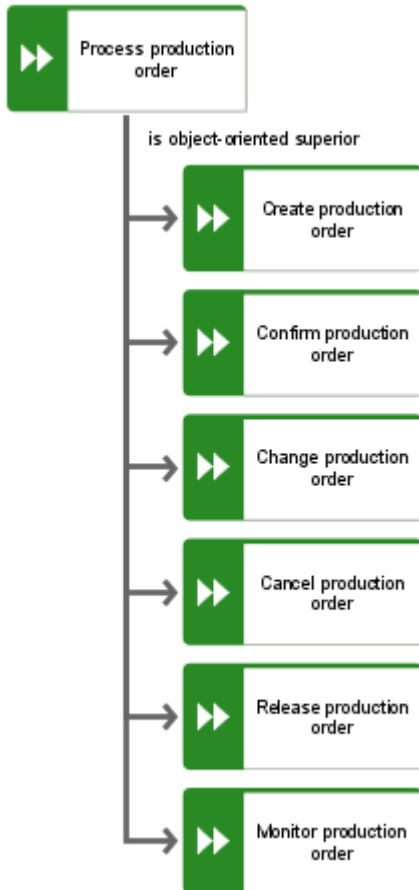 Process production
order
is object-oriented superior
Create production
order
Confirm production
order
Change production
order
Cancel production
order
Release production
order
Monitor production
order